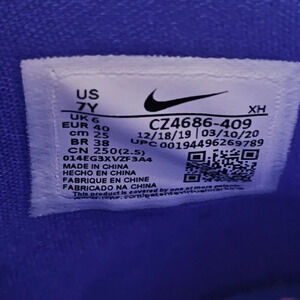 US
7Y
XH
UK 6
EUR 40
cm 25
BR 38
CN 250(2.5)
CZ4686-409
12/18/19 03/10/20
UPC 00194496269789
014EG3XVZF3A4
MADE IN CHINA
HECHO EN CHINA
FABRIQUE EN CHINE
FABRICADO NA CHINA